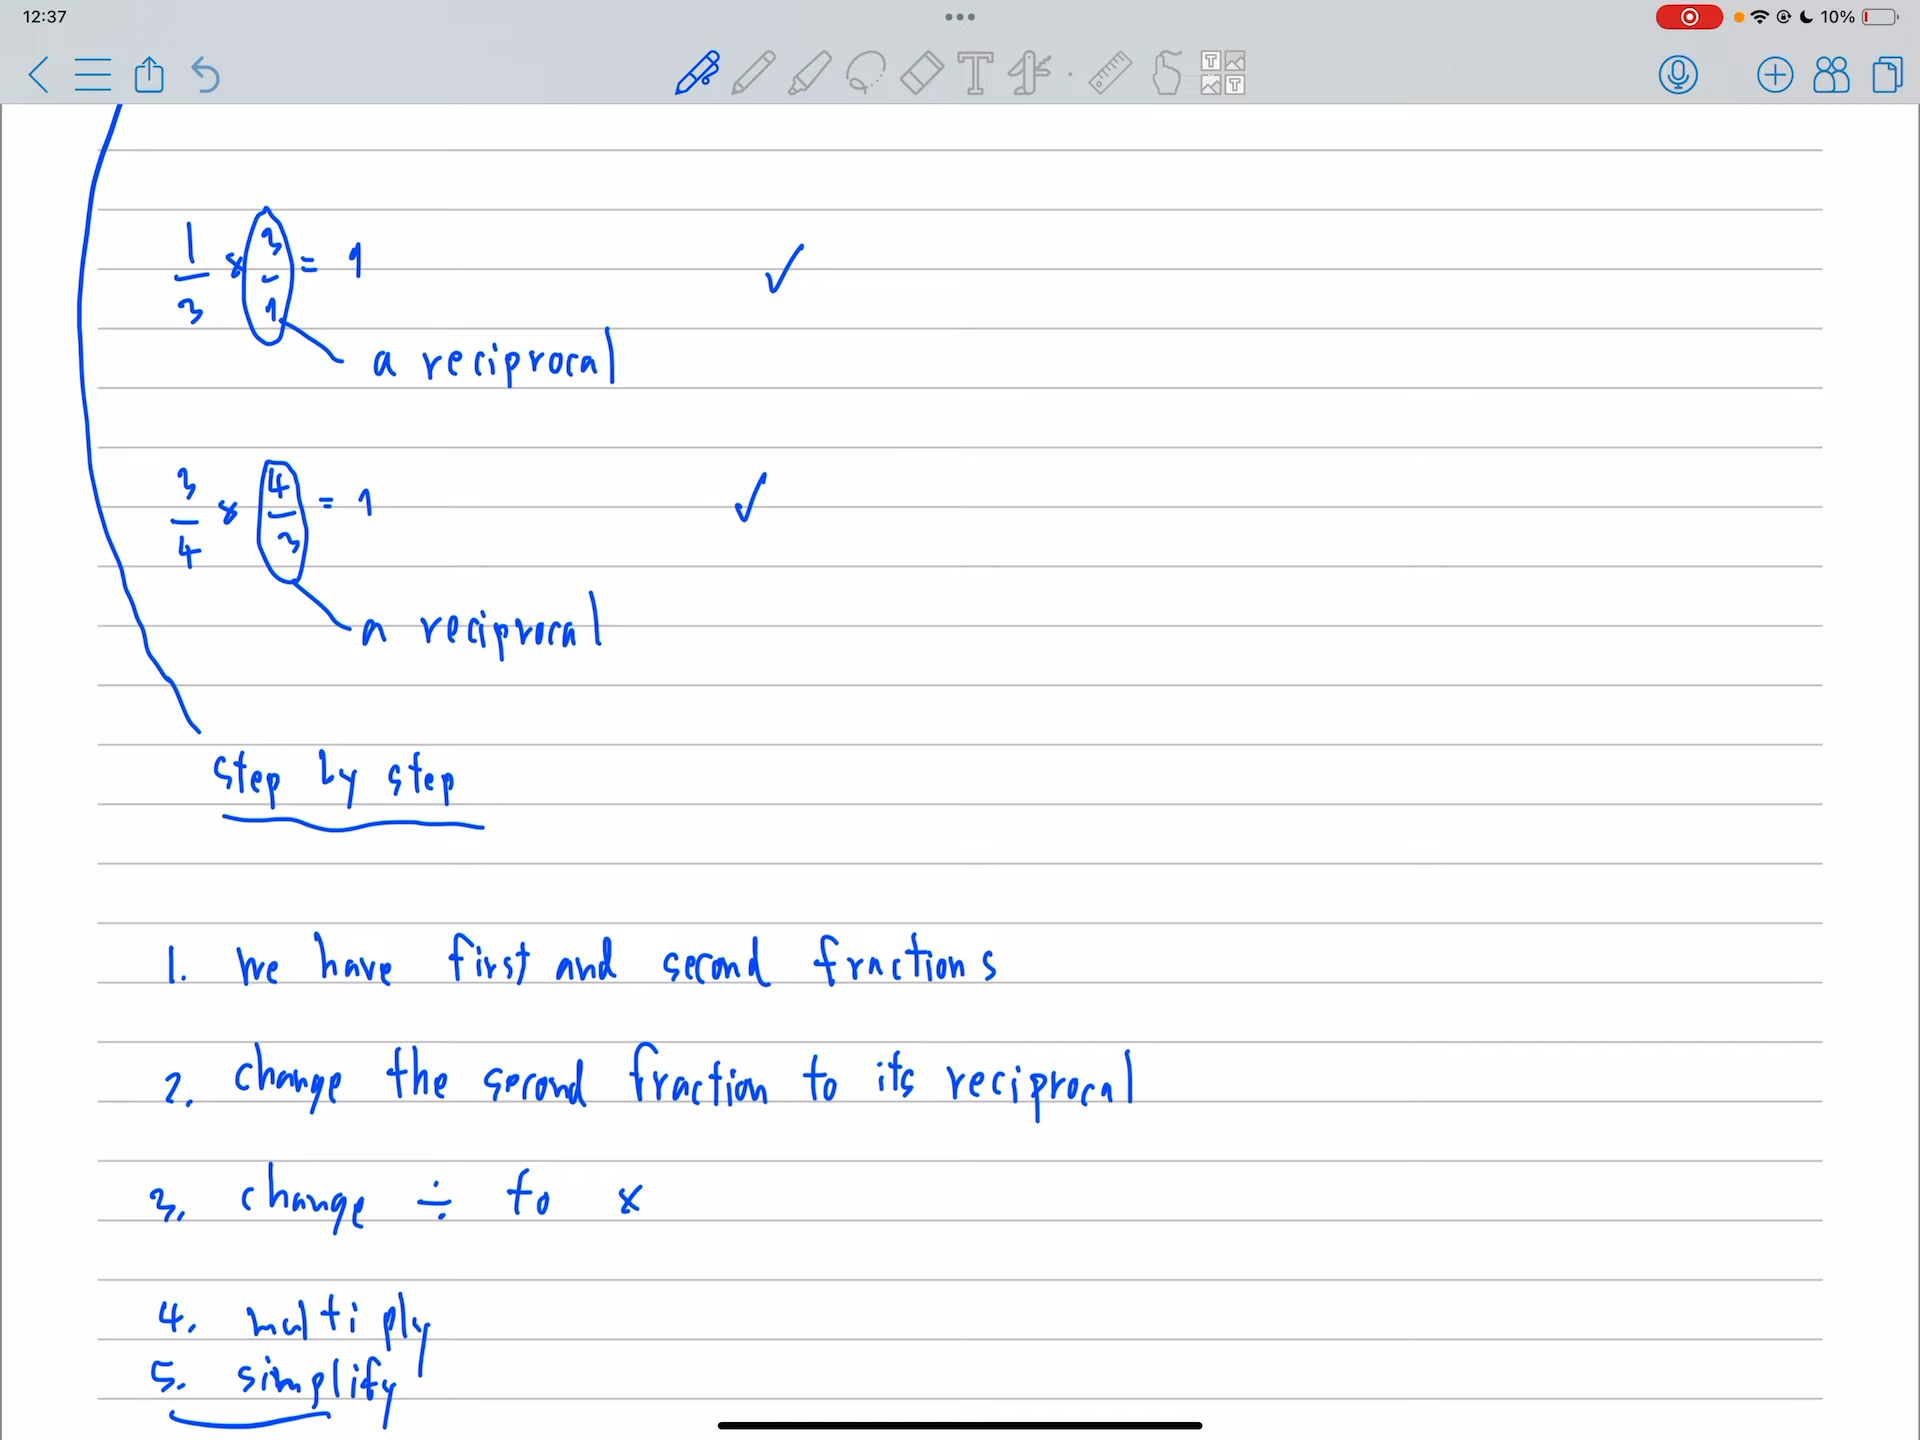 12:37
10%
1/3 × 3/1 = 1 ✓
a reciprocal
3/4 × 4/3 = 1 ✓
a reciprocal
step by step
1. we have first and second fractions
2. change the second fraction to its reciprocal
3. change ÷ to ×
4. multiply
5. simplify